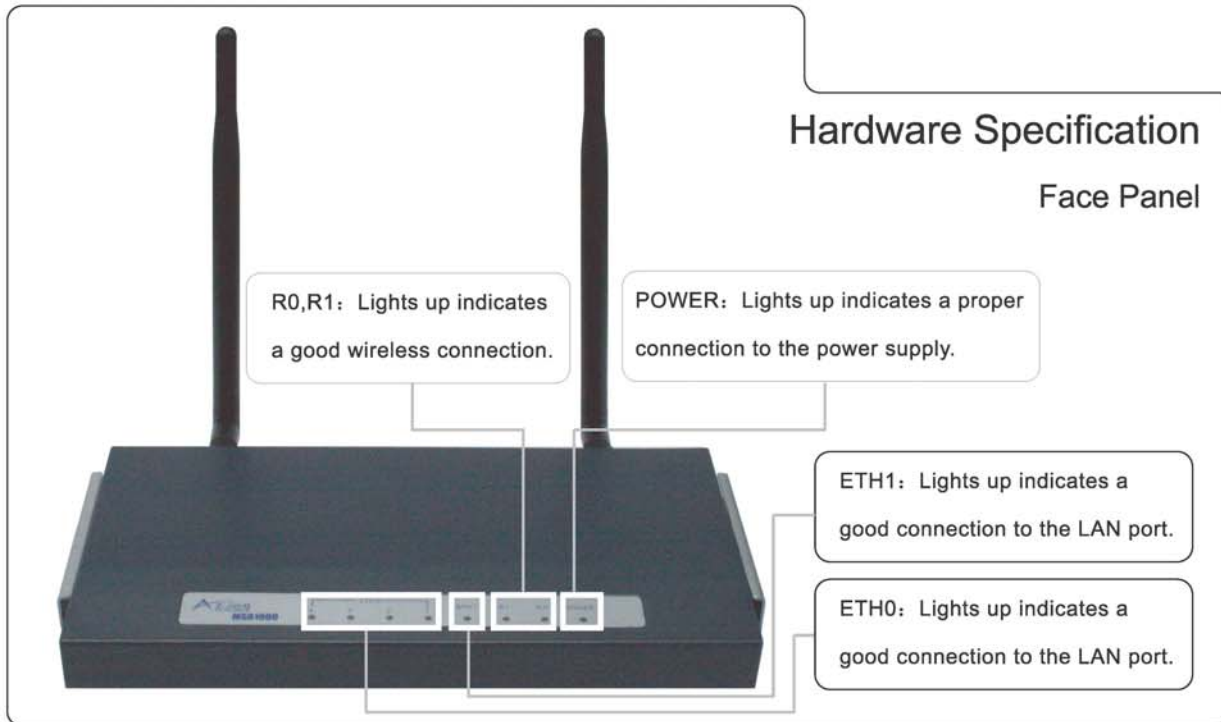 Hardware Specification
Face Panel
R0,R1：Lights up indicates
a good wireless connection.
POWER：Lights up indicates a proper
connection to the power supply.
ETH1：Lights up indicates a
good connection to the LAN port.
ETH0：Lights up indicates a
good connection to the LAN port.